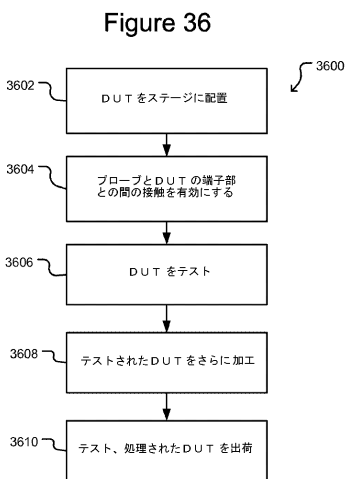 Figure 36
3600
3602
ＤＵＴをステージに配置
3604
プローブとＤＵＴの端子部
との間の接触を有効にする
3606
ＤＵＴをテスト
3608
テストされたＤＵＴをさらに加工
3610
テスト、処理されたＤＵＴを出荷